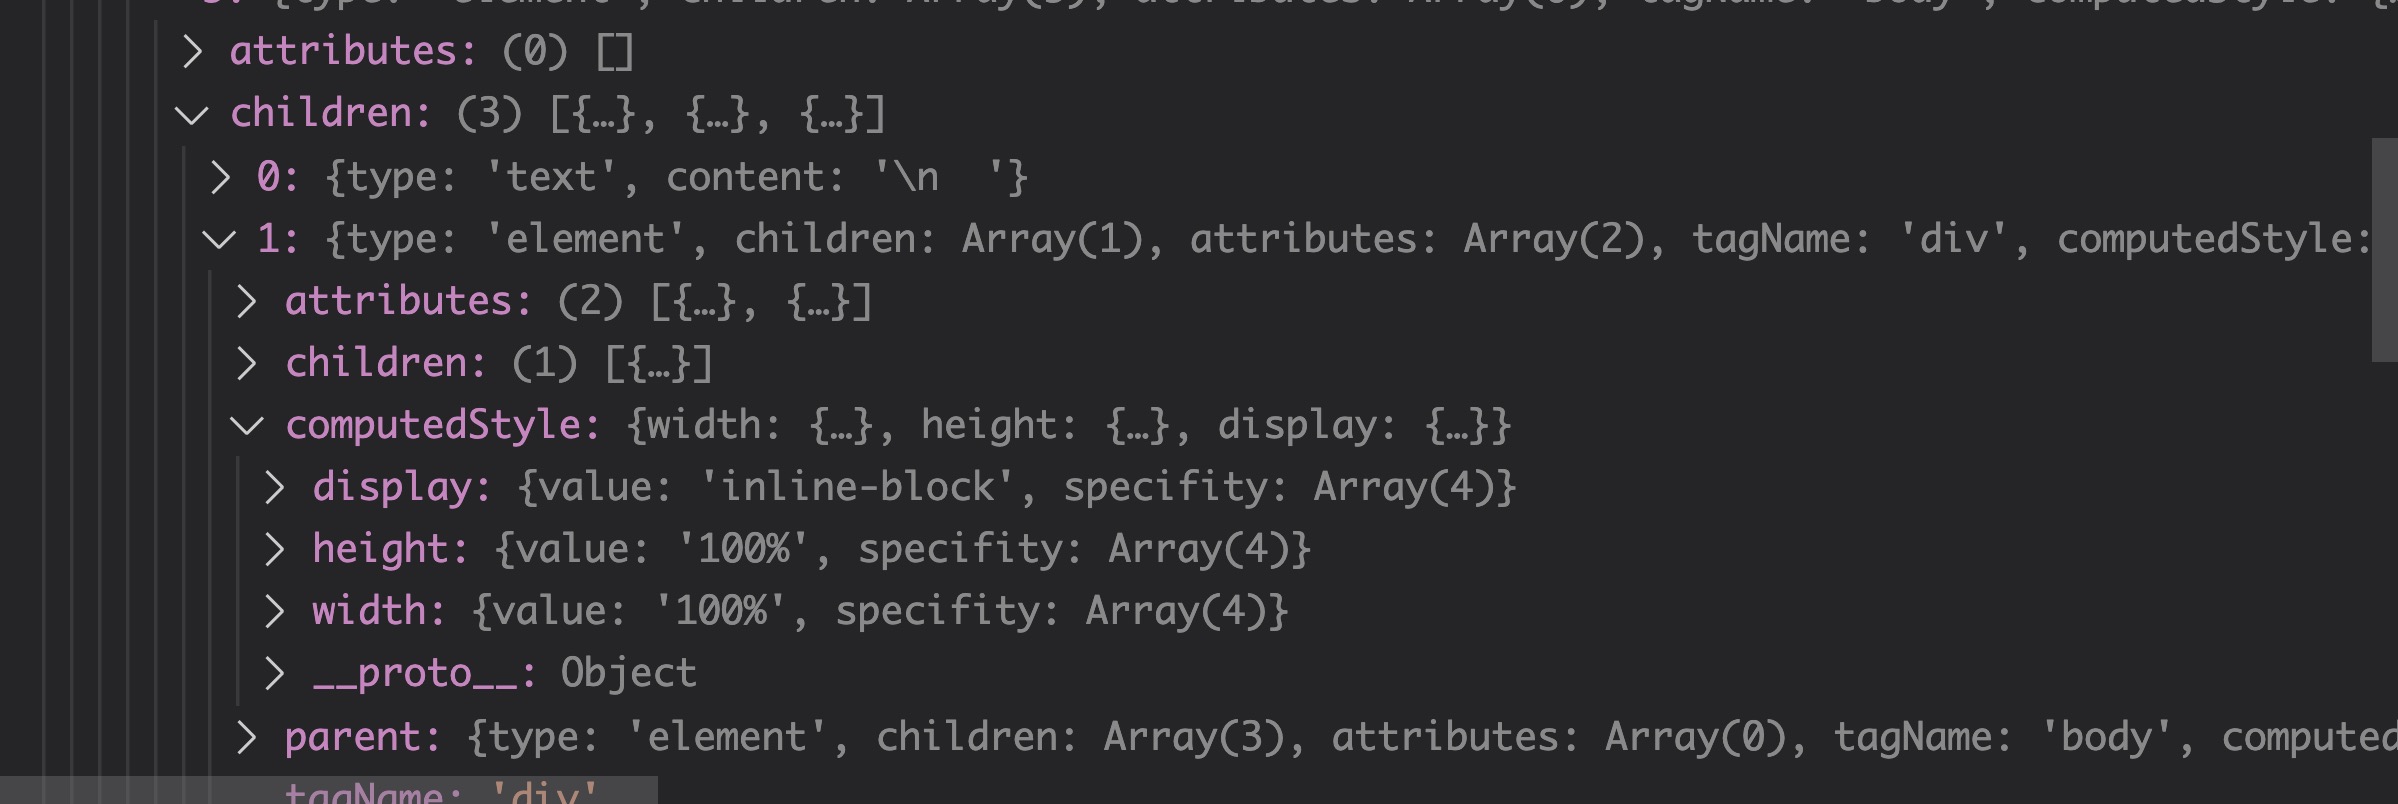 attributes: (0) []
children: (3) [{…}, {…}, {…}]
0: {type: 'text', content: '\n  '}
1: {type: 'element', children: Array(1), attributes: Array(2), tagName: 'div', computedStyle:
attributes: (2) [{…}, {…}]
children: (1) [{…}]
computedStyle: {width: {…}, height: {…}, display: {…}}
display: {value: 'inline-block', specifity: Array(4)}
height: {value: '100%', specifity: Array(4)}
width: {value: '100%', specifity: Array(4)}
__proto__: Object
parent: {type: 'element', children: Array(3), attributes: Array(0), tagName: 'body', computed
tagName: 'div'